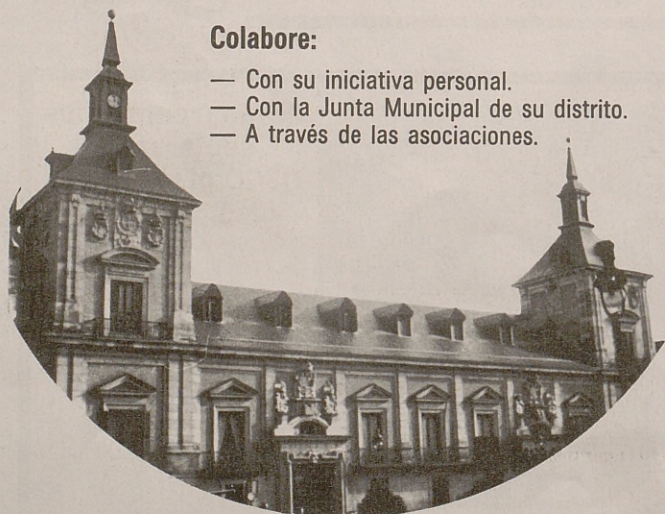 Colabore:
— Con su iniciativa personal.
— Con la Junta Municipal de su distrito.
— A través de las asociaciones.